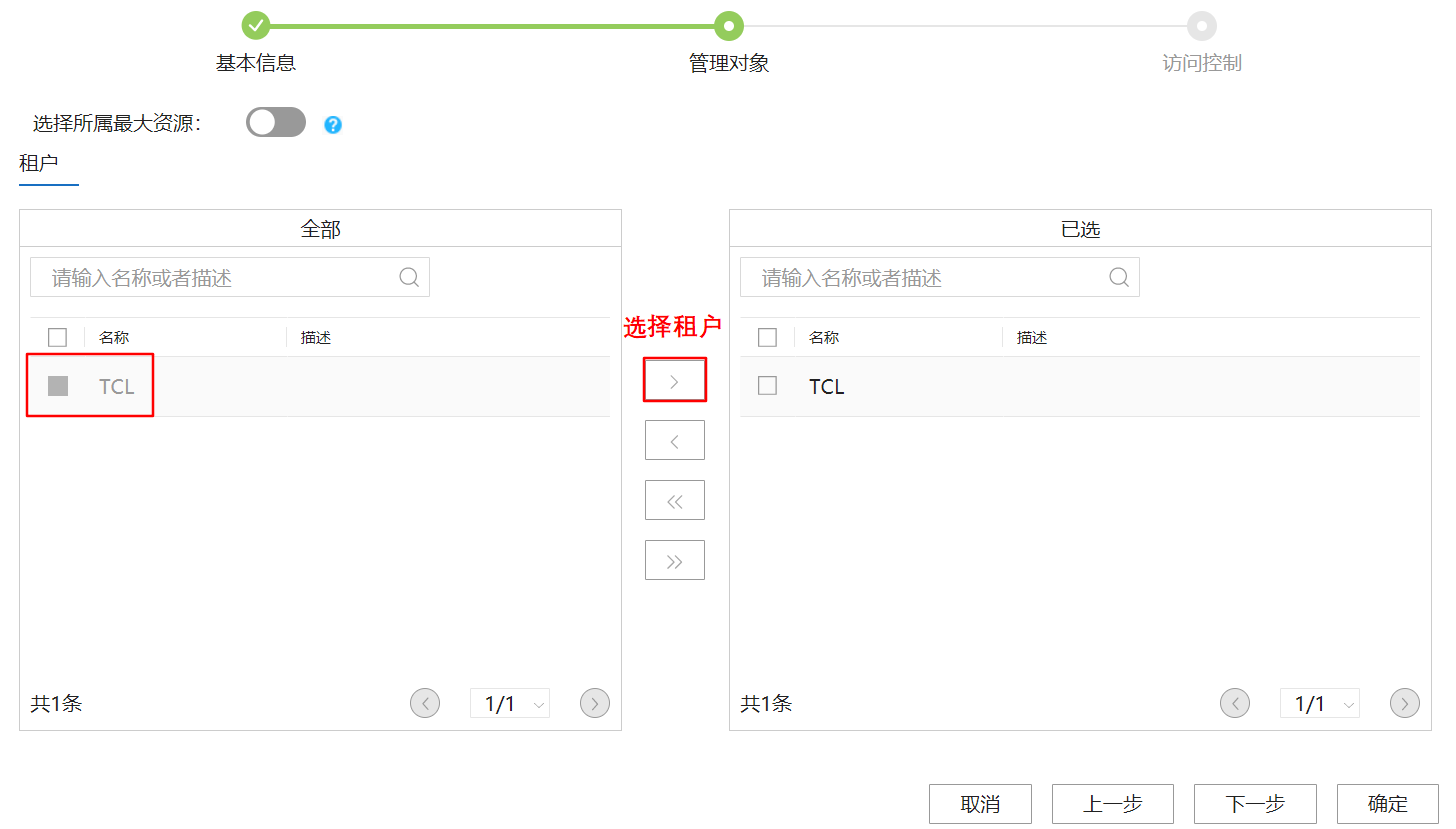 基本信息
管理对象
访问控制
选择所属最大资源：
?
租户
全部
请输入名称或者描述
名称
描述
TCL
共1条
1/1
选择租户
已选
请输入名称或者描述
名称
描述
TCL
共1条
1/1
取消
上一步
下一步
确定